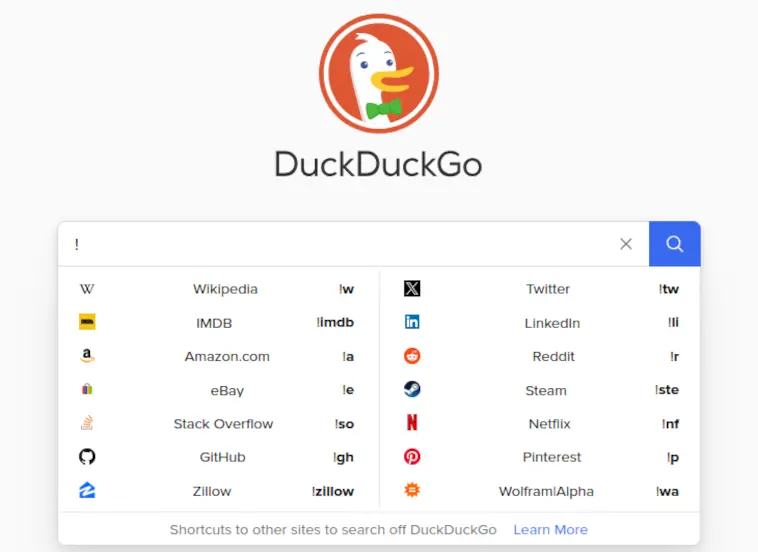 DuckDuckGo
!
Wikipedia !w
IMDB !imdb
Amazon.com !a
eBay !e
Stack Overflow !so
GitHub !gh
Zillow !zillow
Twitter !tw
LinkedIn !li
Reddit !r
Steam !ste
Netflix !nf
Pinterest !p
Wolfram|Alpha !wa
Shortcuts to other sites to search off DuckDuckGo Learn More